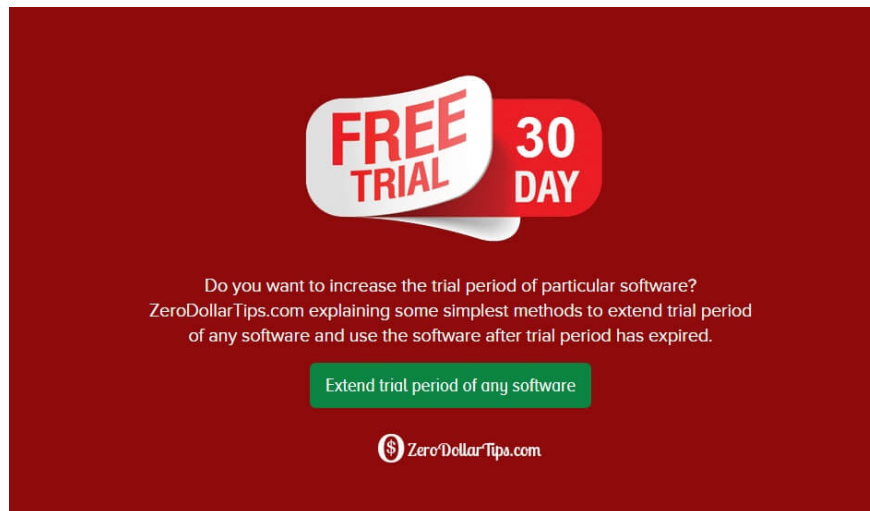 FREE
TRIAL
30
DAY
Do you want to increase the trial period of particular software?
ZeroDollarTips.com explaining some simplest methods to extend trial period
of any software and use the software after trial period has expired.
Extend trial period of any software
$ ZeroDollarTips.com